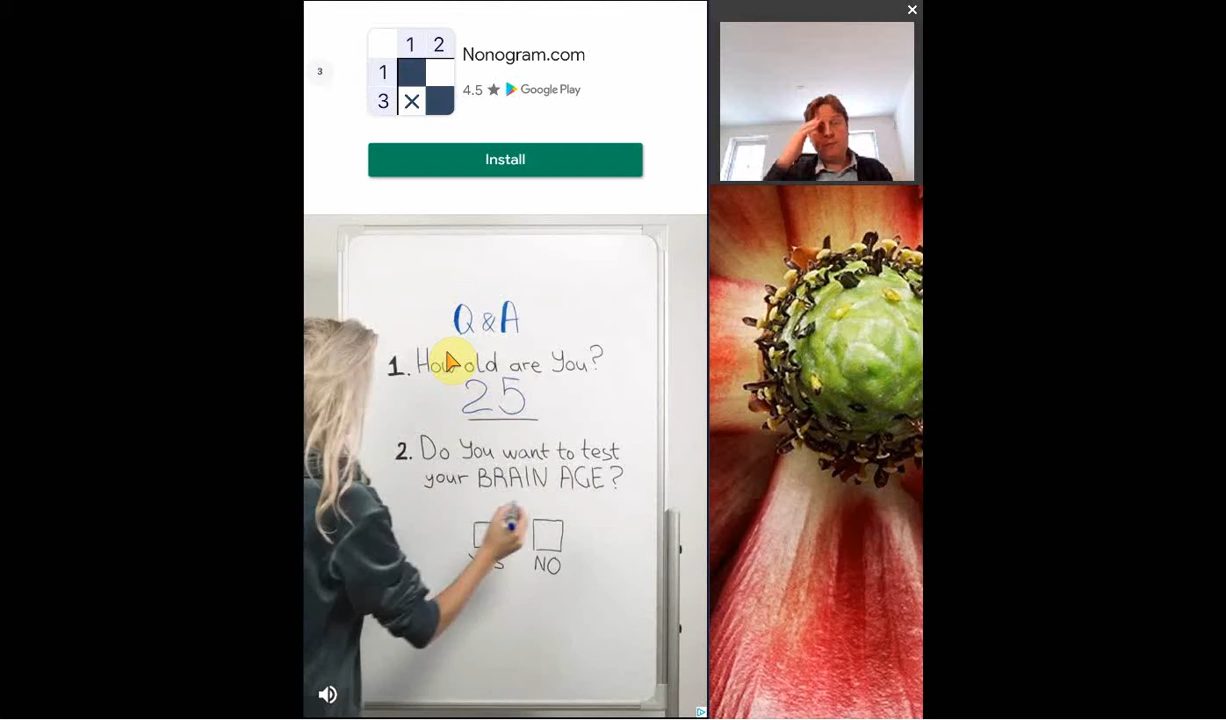 1 2
1
3 ×
Nonogram.com
4.5 ★ Google Play
3
Install
Q & A
1. How old are You?
25
2. Do You want to test
your BRAIN AGE?
NO